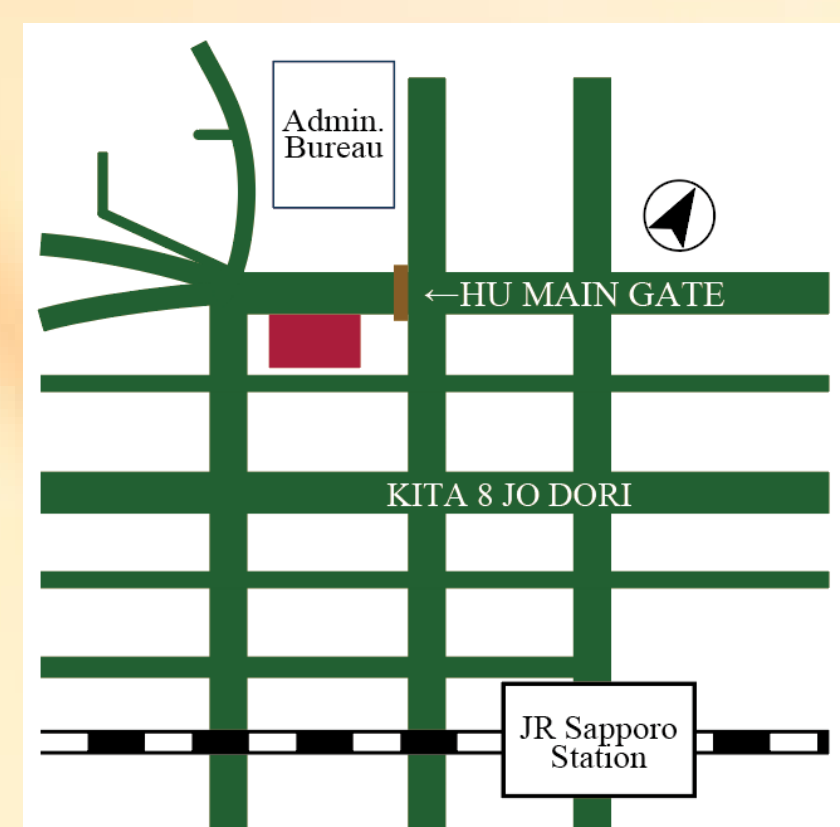 Admin.
Bureau
←HU MAIN GATE
KITA 8 JO DORI
JR Sapporo
Station